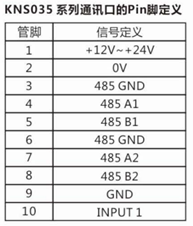 KNS035 系列通讯口的Pin脚定义
管脚 信号定义
1 +12V~+24V
2 0V
3 485 GND
4 485 A1
5 485 B1
6 485 GND
7 485 A2
8 485 B2
9 GND
10 INPUT 1